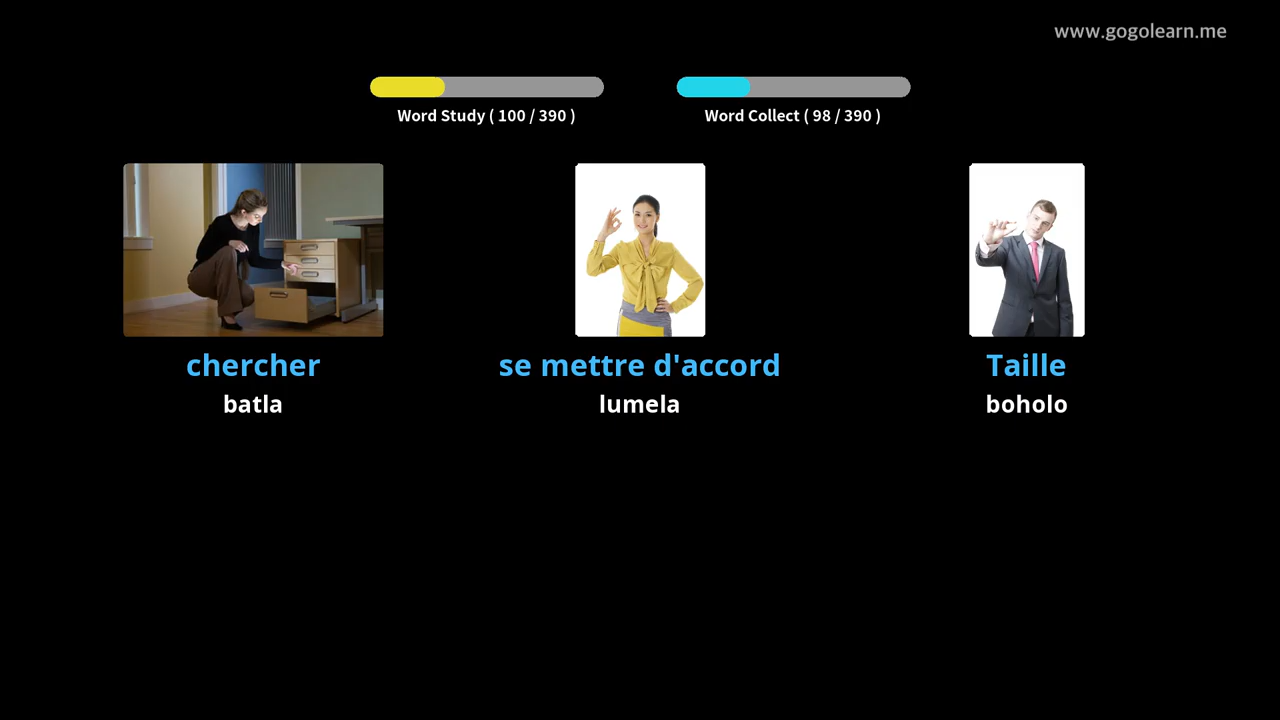 www.gogolearn.me
Word Study ( 100 / 390 )
Word Collect ( 98 / 390 )
chercher
batla
se mettre d'accord
lumela
Taille
boholo